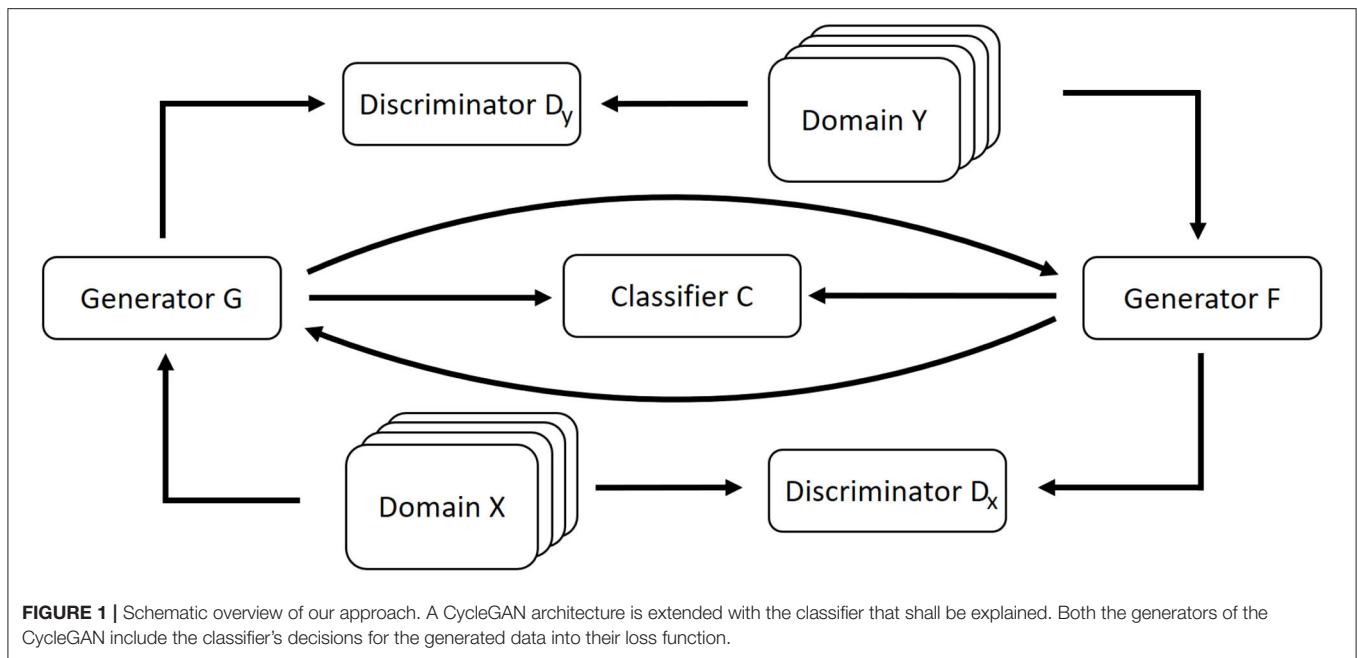 Discriminator Dy
Domain Y
Generator G
Classifier C
Generator F
Domain X
Discriminator Dx
FIGURE 1 | Schematic overview of our approach. A CycleGAN architecture is extended with the classifier that shall be explained. Both the generators of the
CycleGAN include the classifier's decisions for the generated data into their loss function.